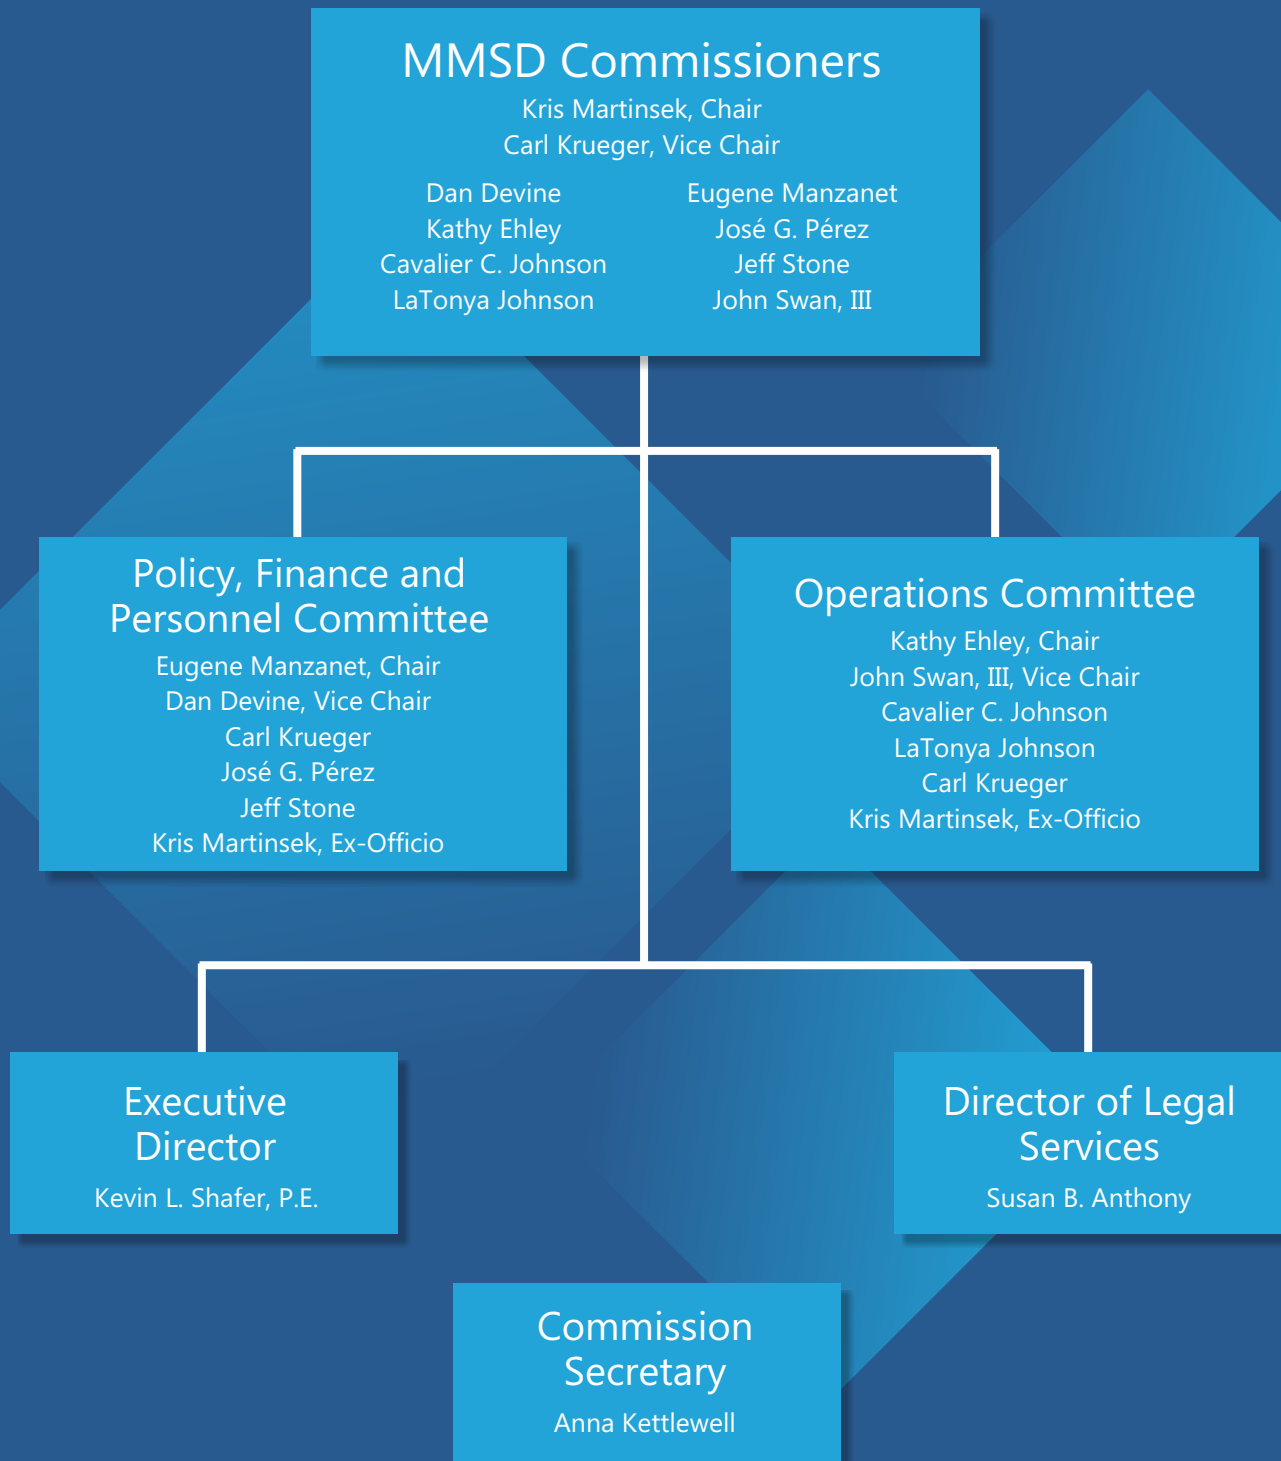 MMSD Commissioners
Kris Martinsek, Chair
Carl Krueger, Vice Chair
Dan Devine
Kathy Ehley
Cavalier C. Johnson
LaTonya Johnson
Eugene Manzanet
José G. Pérez
Jeff Stone
John Swan, III
Policy, Finance and
Personnel Committee
Eugene Manzanet, Chair
Dan Devine, Vice Chair
Carl Krueger
José G. Pérez
Jeff Stone
Kris Martinsek, Ex-Officio
Operations Committee
Kathy Ehley, Chair
John Swan, III, Vice Chair
Cavalier C. Johnson
LaTonya Johnson
Carl Krueger
Kris Martinsek, Ex-Officio
Executive
Director
Kevin L. Shafer, P.E.
Director of Legal
Services
Susan B. Anthony
Commission
Secretary
Anna Kettlewell